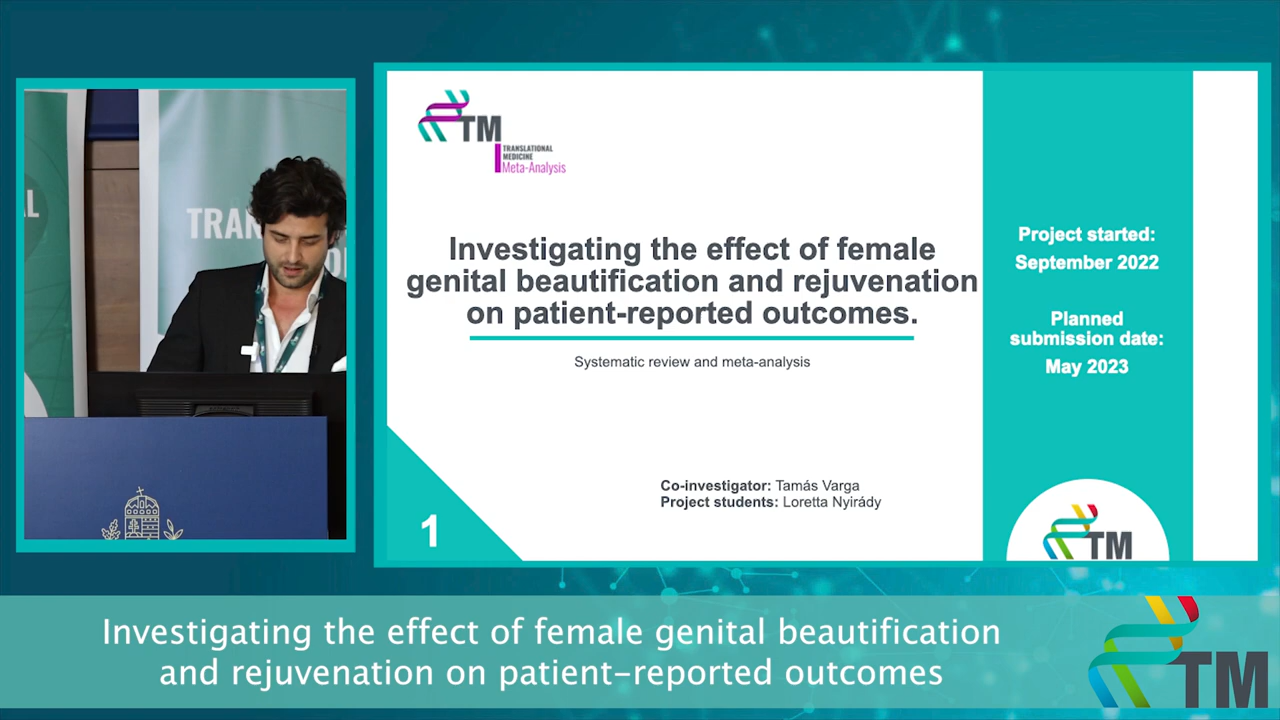 TRAN
TM
TRANSLATIONAL
MEDICINE
Meta-Analysis
Investigating the effect of female
genital beautification and rejuvenation
on patient-reported outcomes.
Systematic review and meta-analysis
Co-investigator: Tamás Varga
Project students: Loretta Nyirády
1
Project started:
September 2022
Planned
submission date:
May 2023
TM
Investigating the effect of female genital beautification
and rejuvenation on patient-reported outcomes
TM